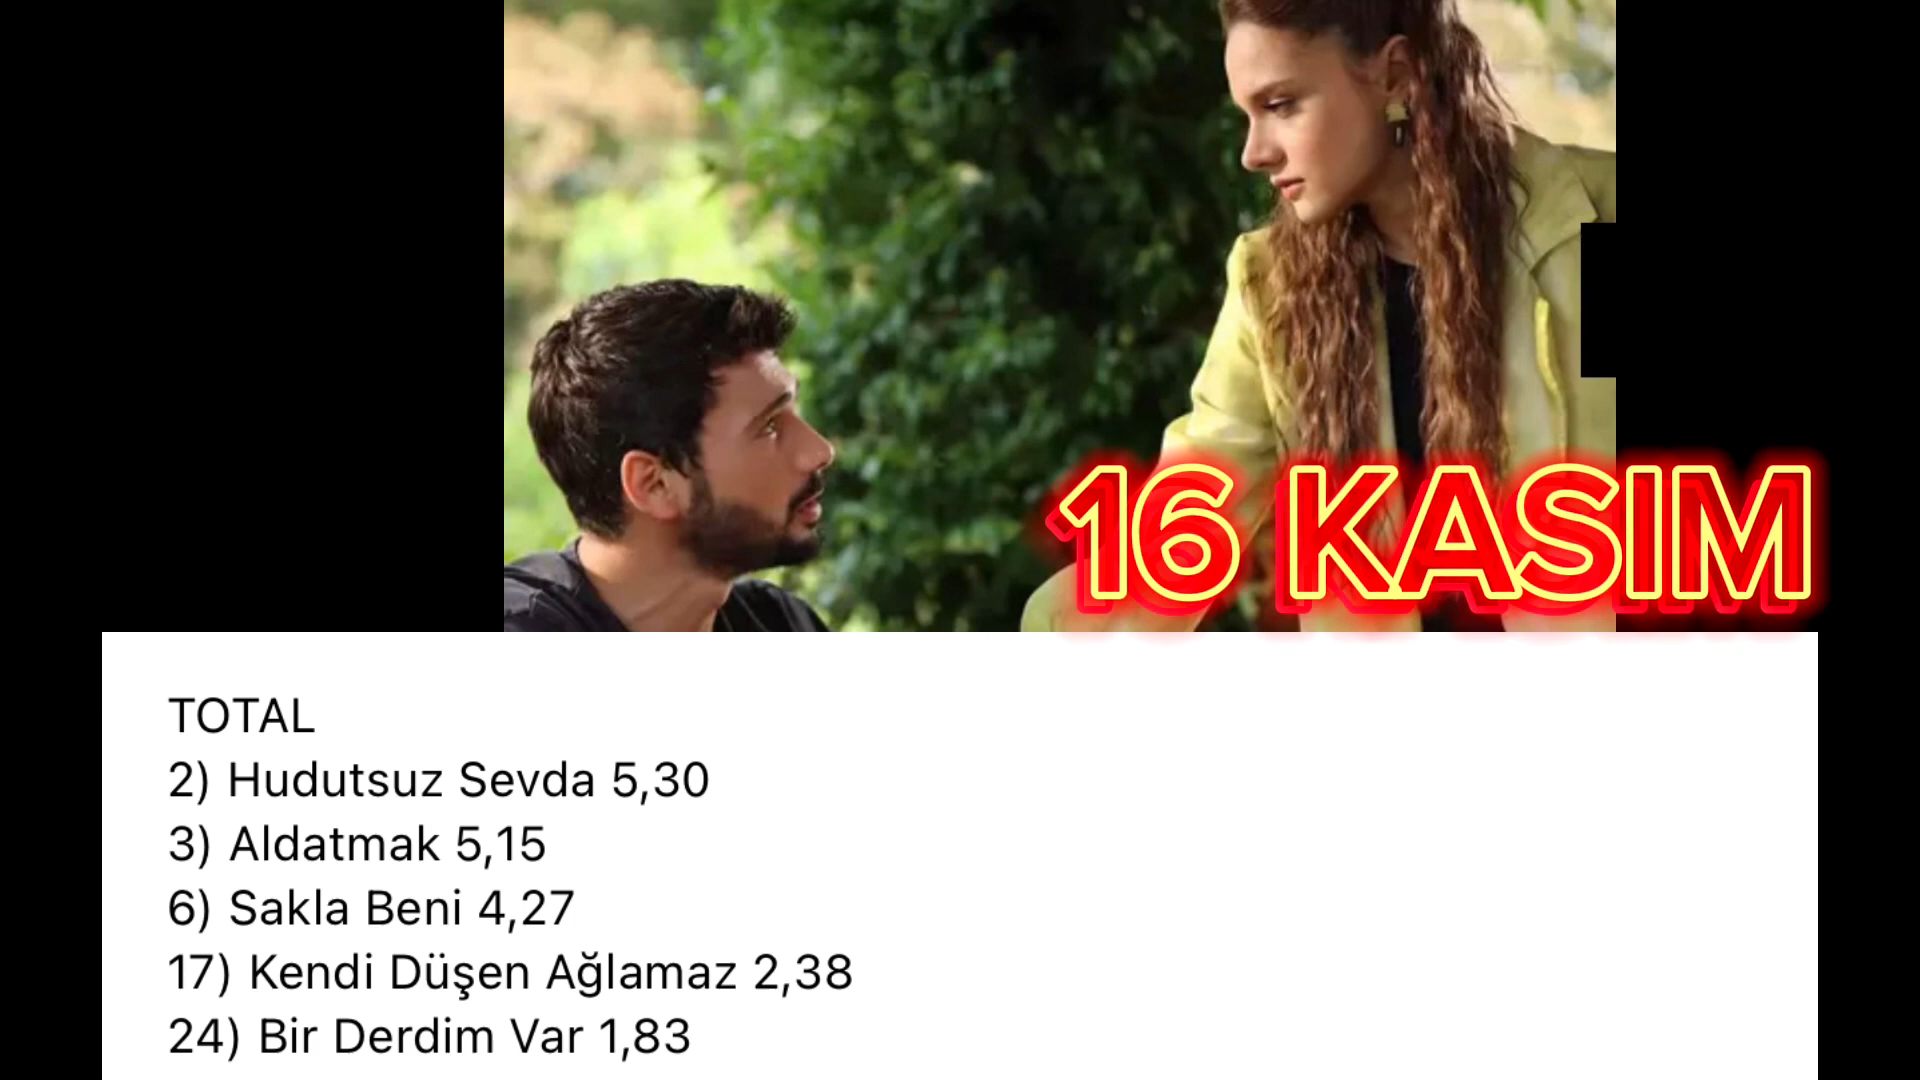 16 KASIM
TOTAL
2) Hudutsuz Sevda 5,30
3) Aldatmak 5,15
6) Sakla Beni 4,27
17) Kendi Düşen Ağlamaz 2,38
24) Bir Derdim Var 1,83